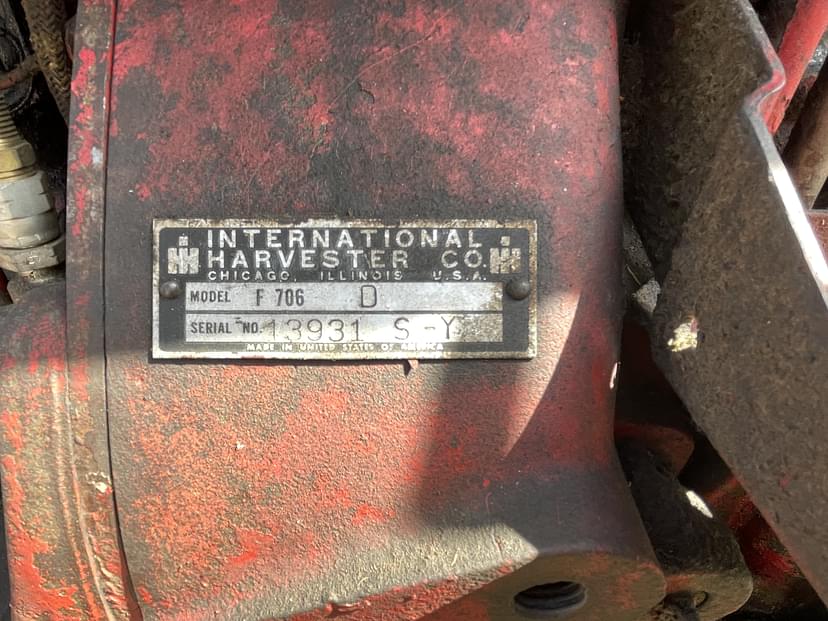 INTERNATIONAL
HARVESTER CO.
CHICAGO, ILLINOIS U.S.A.
MODEL F 706 D
SERIAL NO. 13931 S-Y
MADE IN UNITED STATES OF AMERICA